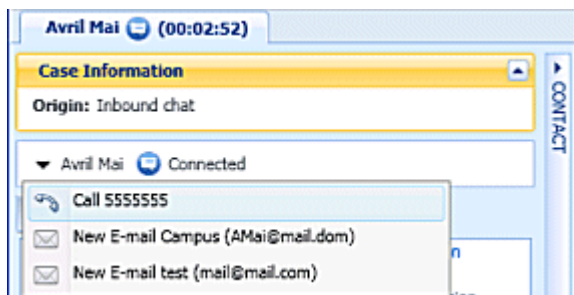 Avril Mai (00:02:52)
Case Information
Origin: Inbound chat
CONTACT
Avril Mai Connected
Call 5555555
New E-mail Campus (AMai@mail.dom)
New E-mail test (mail@mail.com)